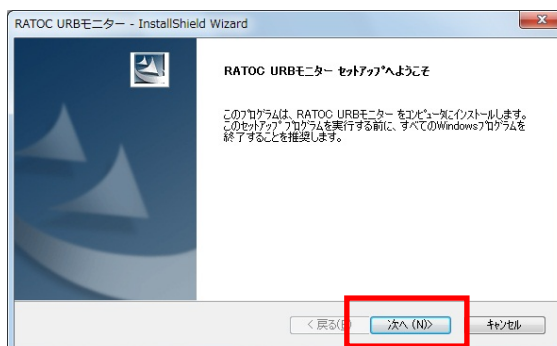 RATOC URBモニター - InstallShield Wizard
RATOC URBモニター セットアップへようこそ
このプログラムは、RATOC URBモニター をコンピュータにインストールします。
このセットアップ プログラムを実行する前に、すべてのWindowsプログラムを
終了することを推奨します。
< 戻る(
次へ (N)>
キャンセル